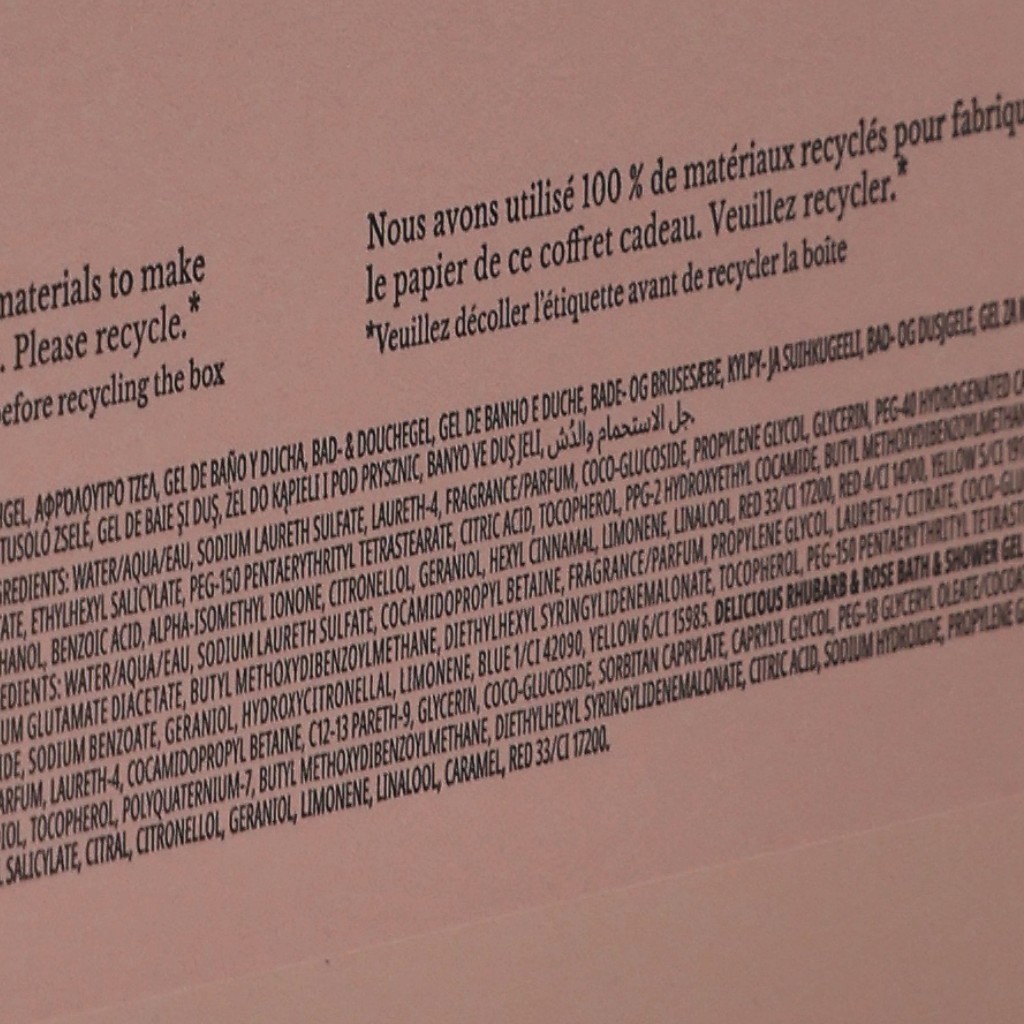 materials to make
. Please recycle.*
before recycling the box
Nous avons utilisé 100 % de matériaux recyclés pour fabriqu
le papier de ce coffret cadeau. Veuillez recycler.*
*Veuillez décoller l'étiquette avant de recycler la boîte
RGEL, ΑΦΡΌΛΟΥΤΡΟ ΤΖΕΛ, GEL DE BAÑO Y DUCHA, BAD- & DOUCHEGEL, GEL DE BANHO E DUCHE, BADE- OG BRUSESÆBE, KYLPY- JA SUIHKUGEELI, BAD- OG DUSJGELE, GEL ZA
TUSOLÓ ZSELÉ, GEL DE BAIE ȘI DUȘ, ŻEL DO KĄPIELI I POD PRYSZNIC, BANYO VE DUŞ JELI, جل الاستحمام والدُش.
REDIENTS: WATER/AQUA/EAU, SODIUM LAURETH SULFATE, LAURETH-4, FRAGRANCE/PARFUM, COCO-GLUCOSIDE, PROPYLENE GLYCOL, GLYCERIN, PEG-40 HYDROGENATED CA
ATE, ETHYLHEXYL SALICYLATE, PEG-150 PENTAERYTHRITYL TETRASTEARATE, CITRIC ACID, TOCOPHEROL, PPG-2 HYDROXYETHYL COCAMIDE, BUTYL METHOXYDIBENZOYLMETHAN
HANOL, BENZOIC ACID, ALPHA-ISOMETHYL IONONE, CITRONELLOL, GERANIOL, HEXYL CINNAMAL, LIMONENE, LINALOOL, RED 33/CI 17200, RED 4/CI 14700, YELLOW 5/CI 191
EDIENTS: WATER/AQUA/EAU, SODIUM LAURETH SULFATE, COCAMIDOPROPYL BETAINE, FRAGRANCE/PARFUM, PROPYLENE GLYCOL, LAURETH-7 CITRATE, COCO-GLU
UM GLUTAMATE DIACETATE, BUTYL METHOXYDIBENZOYLMETHANE, DIETHYLHEXYL SYRINGYLIDENEMALONATE, TOCOPHEROL, PEG-150 PENTAERYTHRITYL TETRAST
IDE, SODIUM BENZOATE, GERANIOL, HYDROXYCITRONELLAL, LIMONENE, BLUE 1/CI 42090, YELLOW 6/CI 15985. DELICIOUS RHUBARB & ROSE BATH & SHOWER GEL
ARFUM, LAURETH-4, COCAMIDOPROPYL BETAINE, C12-13 PARETH-9, GLYCERIN, COCO-GLUCOSIDE, SORBITAN CAPRYLATE, CAPRYLYL GLYCOL, PEG-18 GLYCERYL OLEATE/COCOA
IOL, TOCOPHEROL, POLYQUATERNIUM-7, BUTYL METHOXYDIBENZOYLMETHANE, DIETHYLHEXYL SYRINGYLIDENEMALONATE, CITRIC ACID, SODIUM HYDROXIDE, PROPYLENE G
L SALICYLATE, CITRAL, CITRONELLOL, GERANIOL, LIMONENE, LINALOOL, CARAMEL, RED 33/CI 17200.